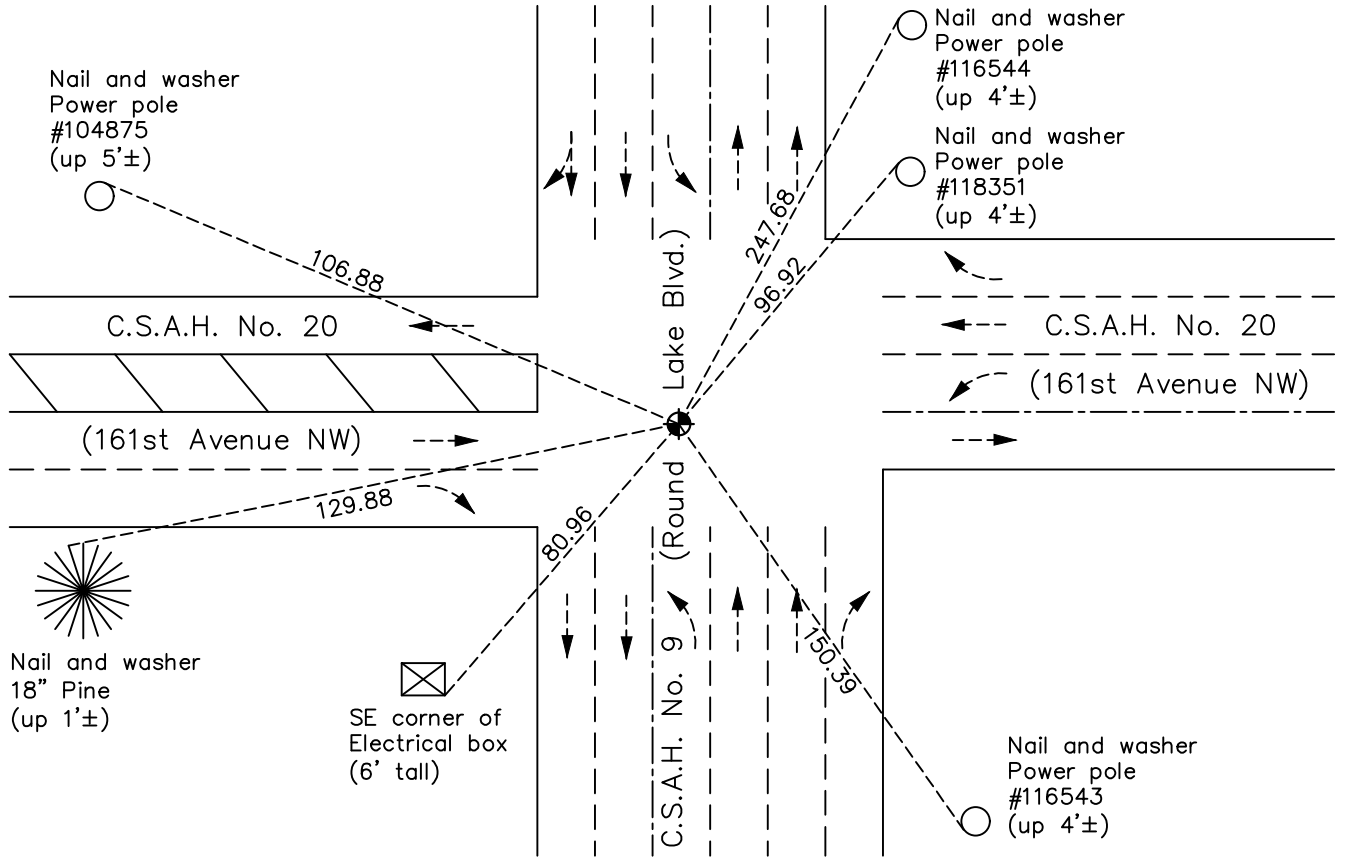 Nail and washer
Power pole
#104875
(up 5'±)
Nail and washer
Power pole
#116544
(up 4'±)
Nail and washer
Power pole
#118351
(up 4'±)
247.68
96.92
106.88
C.S.A.H. No. 20
(161st Avenue NW)
C.S.A.H. No. 20
(161st Avenue NW)
(Round Lake Blvd.)
C.S.A.H. No. 9
129.88
80.96
150.39
Nail and washer
18" Pine
(up 1'±)
SE corner of
Electrical box
(6' tall)
Nail and washer
Power pole
#116543
(up 4'±)